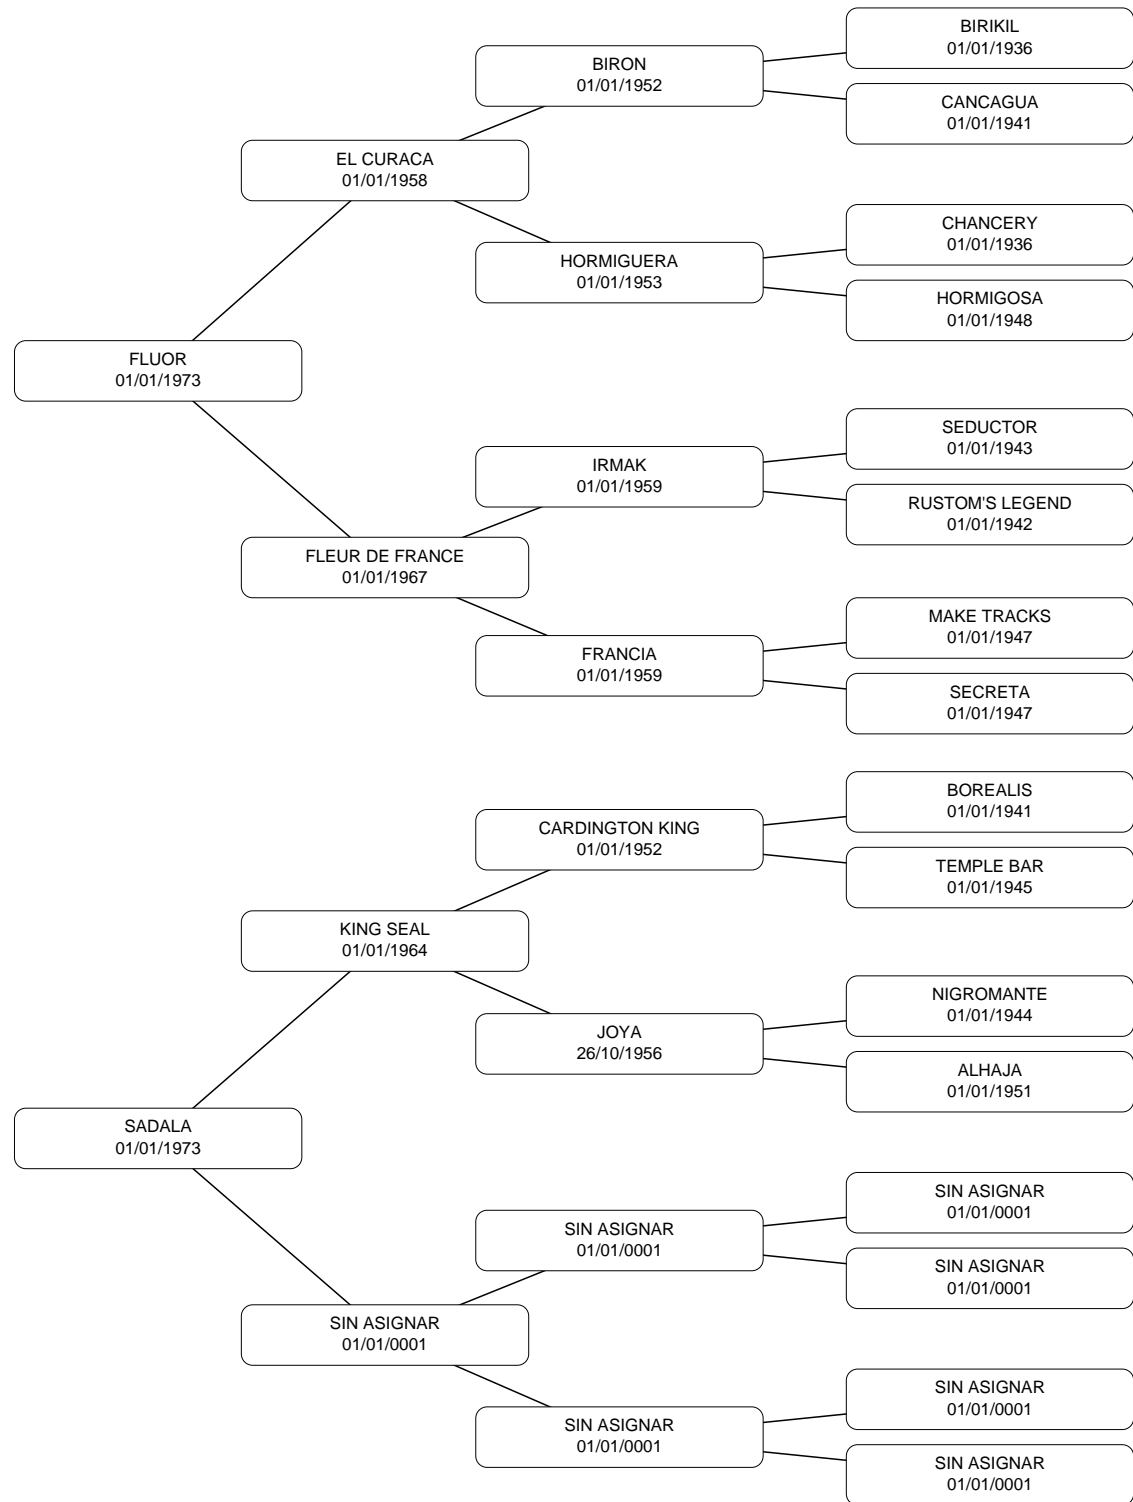 BIRIKIL
01/01/1936
BIRON
01/01/1952
CANCAGUA
01/01/1941
EL CURACA
01/01/1958
CHANCERY
01/01/1936
HORMIGUERA
01/01/1953
HORMIGOSA
01/01/1948
FLUOR
01/01/1973
SEDUCTOR
01/01/1943
IRMAK
01/01/1959
RUSTOM'S LEGEND
01/01/1942
FLEUR DE FRANCE
01/01/1967
MAKE TRACKS
01/01/1947
FRANCIA
01/01/1959
SECRETA
01/01/1947
BOREALIS
01/01/1941
CARDINGTON KING
01/01/1952
TEMPLE BAR
01/01/1945
KING SEAL
01/01/1964
NIGROMANTE
01/01/1944
JOYA
26/10/1956
ALHAJA
01/01/1951
SADALA
01/01/1973
SIN ASIGNAR
01/01/0001
SIN ASIGNAR
01/01/0001
SIN ASIGNAR
01/01/0001
SIN ASIGNAR
01/01/0001
SIN ASIGNAR
01/01/0001
SIN ASIGNAR
01/01/0001
SIN ASIGNAR
01/01/0001